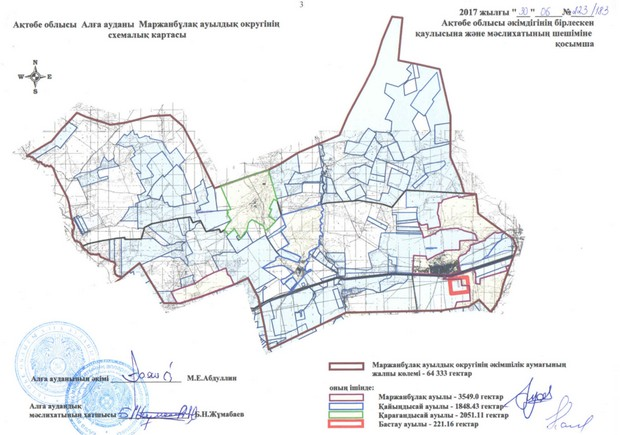 3
Ақтөбе облысы Алға ауданы Маржанбұлақ ауылдық округінің
схемалық картасы
2017 жылғы "30" 06 №123/183
Ақтөбе облысы әкімдігінің бірлескен
қаулысына және мәслихатының шешіміне
қосымша
N
W E
S
Маржанбұлақ ауылдық округінің әкімшілік аумағының
жалпы көлемі - 64 333 гектар
оның ішінде:
Маржанбұлақ ауылы - 3549.0 гектар
Қайындысай ауылы - 1848.43 гектар
Қарағандысай ауылы - 2051.11 гектар
Бастау ауылы - 221.16 гектар
Алға ауданының әкімі М.Е.Абдуллин
Алға аудандық
мәслихатының хатшысы Б.Н.Жұмабаев